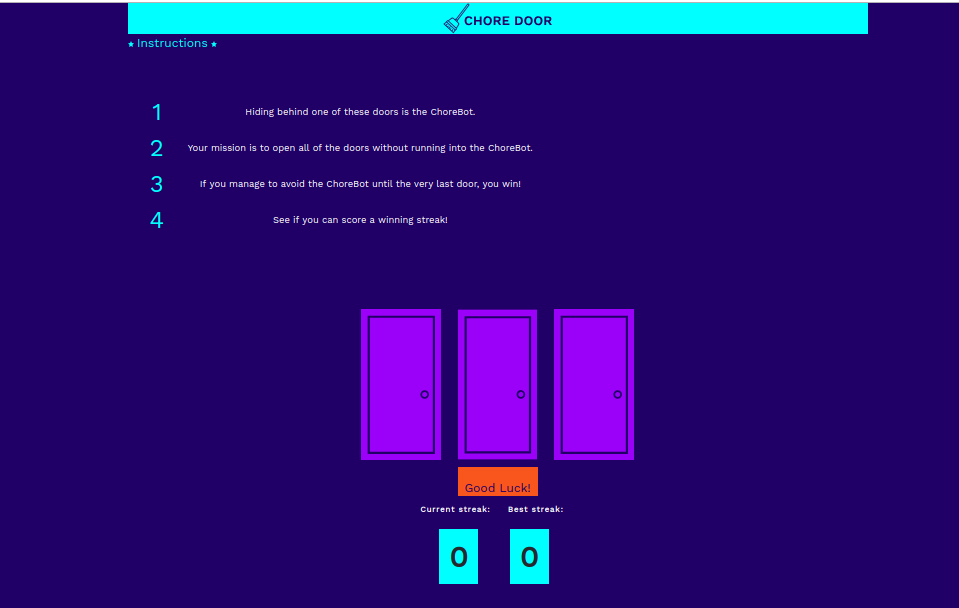 CHORE DOOR
★ Instructions ★
1 Hiding behind one of these doors is the ChoreBot.
2 Your mission is to open all of the doors without running into the ChoreBot.
3 If you manage to avoid the ChoreBot until the very last door, you win!
4 See if you can score a winning streak!
Good Luck!
Current streak: Best streak:
0 0